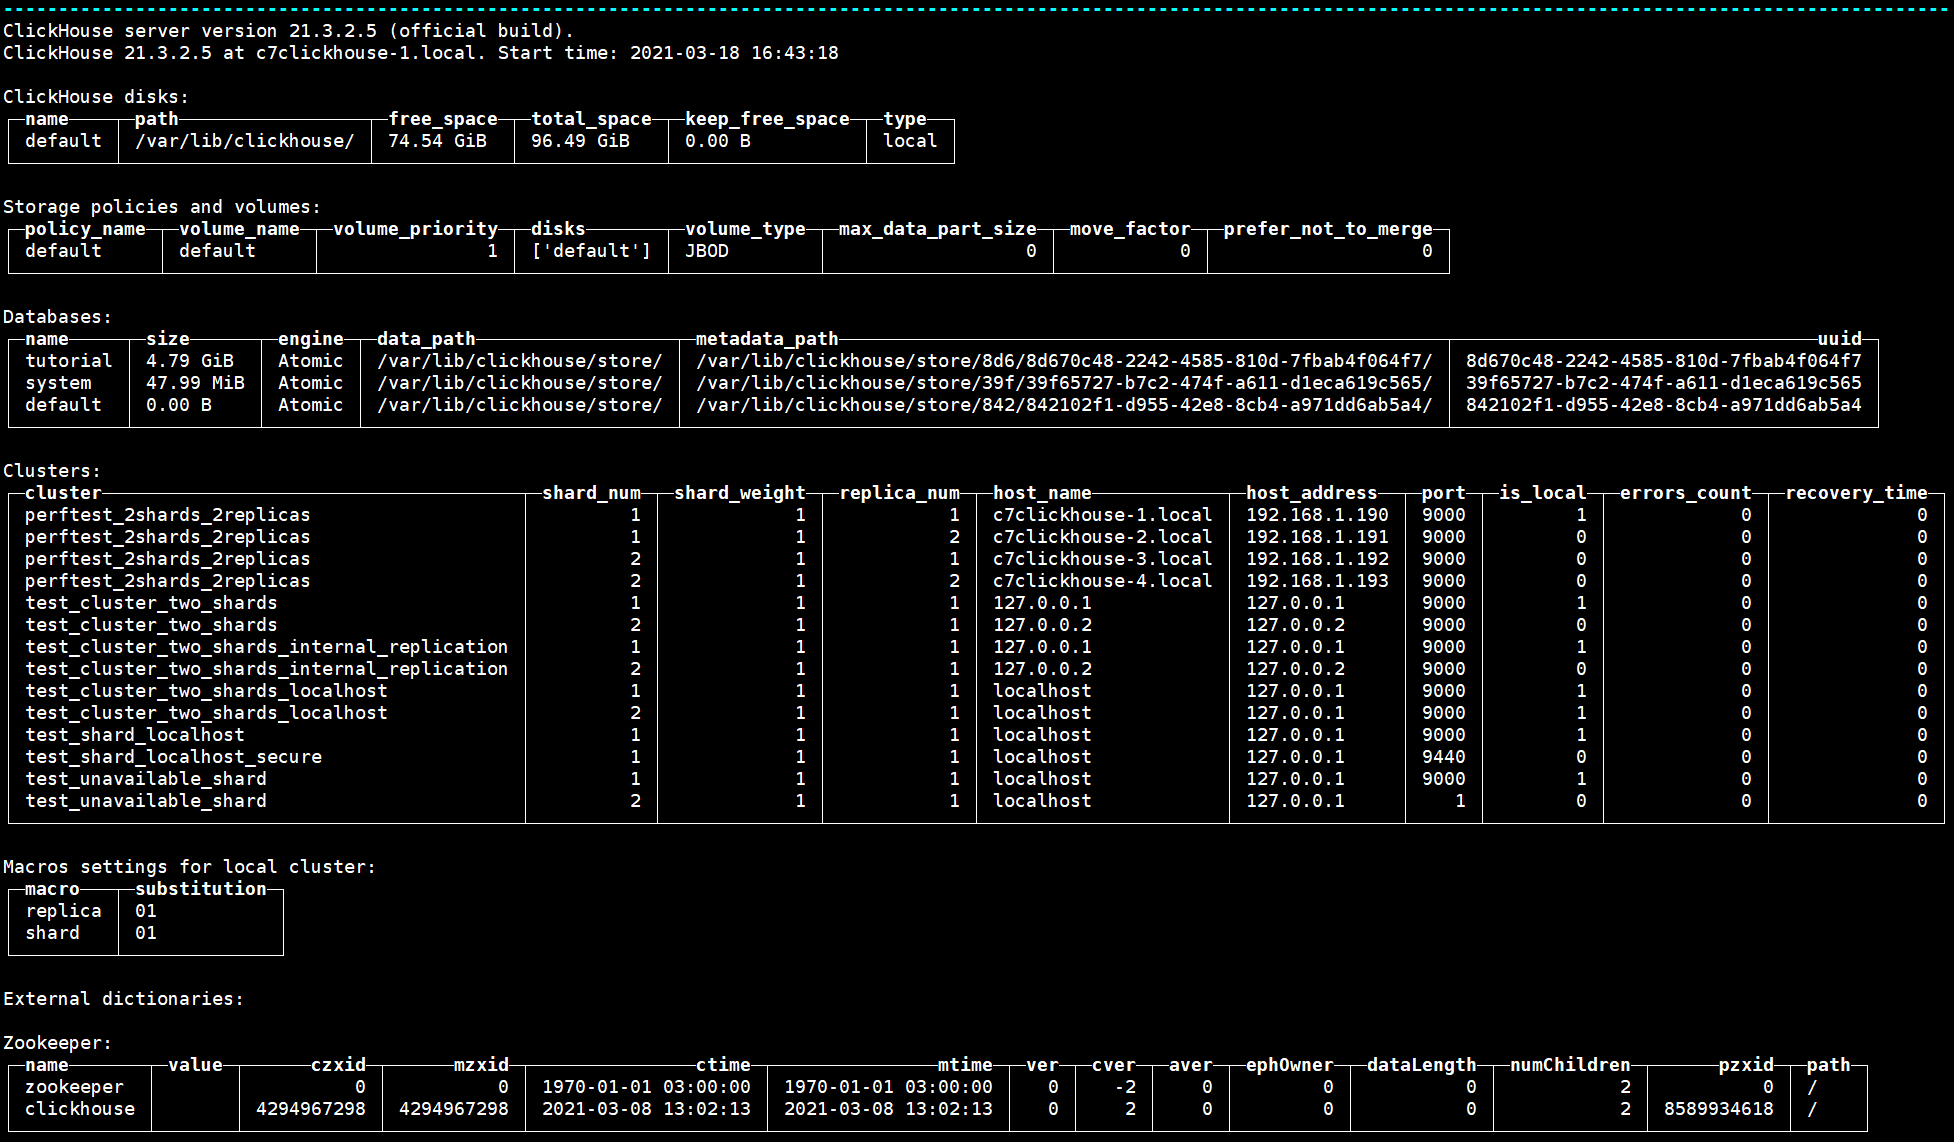 ClickHouse server version 21.3.2.5 (official build).
ClickHouse 21.3.2.5 at c7clickhouse-1.local. Start time: 2021-03-18 16:43:18
ClickHouse disks:
name path free_space total_space keep_free_space type
default /var/lib/clickhouse/ 74.54 GiB 96.49 GiB 0.00 B local
Storage policies and volumes:
policy_name volume_name volume_priority disks volume_type max_data_part_size move_factor prefer_not_to_merge
default default 1 ['default'] JBOD 0 0 0
Databases:
name size engine data_path metadata_path uuid
tutorial 4.79 GiB Atomic /var/lib/clickhouse/store/ /var/lib/clickhouse/store/8d6/8d670c48-2242-4585-810d-7fbab4f064f7/ 8d670c48-2242-4585-810d-7fbab4f064f7
system 47.99 MiB Atomic /var/lib/clickhouse/store/ /var/lib/clickhouse/store/39f/39f65727-b7c2-474f-a611-d1eca619c565/ 39f65727-b7c2-474f-a611-d1eca619c565
default 0.00 B Atomic /var/lib/clickhouse/store/ /var/lib/clickhouse/store/842/842102f1-d955-42e8-8cb4-a971dd6ab5a4/ 842102f1-d955-42e8-8cb4-a971dd6ab5a4
Clusters:
cluster shard_num shard_weight replica_num host_name host_address port is_local errors_count recovery_time
perftest_2shards_2replicas 1 1 1 c7clickhouse-1.local 192.168.1.190 9000 1 0 0
perftest_2shards_2replicas 1 1 2 c7clickhouse-2.local 192.168.1.191 9000 0 0 0
perftest_2shards_2replicas 2 1 1 c7clickhouse-3.local 192.168.1.192 9000 0 0 0
perftest_2shards_2replicas 2 1 2 c7clickhouse-4.local 192.168.1.193 9000 0 0 0
test_cluster_two_shards 1 1 1 127.0.0.1 127.0.0.1 9000 1 0 0
test_cluster_two_shards 2 1 1 127.0.0.2 127.0.0.2 9000 0 0 0
test_cluster_two_shards_internal_replication 1 1 1 127.0.0.1 127.0.0.1 9000 1 0 0
test_cluster_two_shards_internal_replication 2 1 1 127.0.0.2 127.0.0.2 9000 0 0 0
test_cluster_two_shards_localhost 1 1 1 localhost 127.0.0.1 9000 1 0 0
test_cluster_two_shards_localhost 2 1 1 localhost 127.0.0.1 9000 1 0 0
test_shard_localhost 1 1 1 localhost 127.0.0.1 9000 1 0 0
test_shard_localhost_secure 1 1 1 localhost 127.0.0.1 9440 0 0 0
test_unavailable_shard 1 1 1 localhost 127.0.0.1 9000 1 0 0
test_unavailable_shard 2 1 1 localhost 127.0.0.1 1 0 0 0
Macros settings for local cluster:
macro substitution
replica 01
shard 01
External dictionaries:
Zookeeper:
name value czxid mzxid ctime mtime ver cver aver ephOwner dataLength numChildren pzxid path
zookeeper 0 0 1970-01-01 03:00:00 1970-01-01 03:00:00 0 -2 0 0 0 2 0 /
clickhouse 4294967298 4294967298 2021-03-08 13:02:13 2021-03-08 13:02:13 0 2 0 0 0 2 8589934618 /